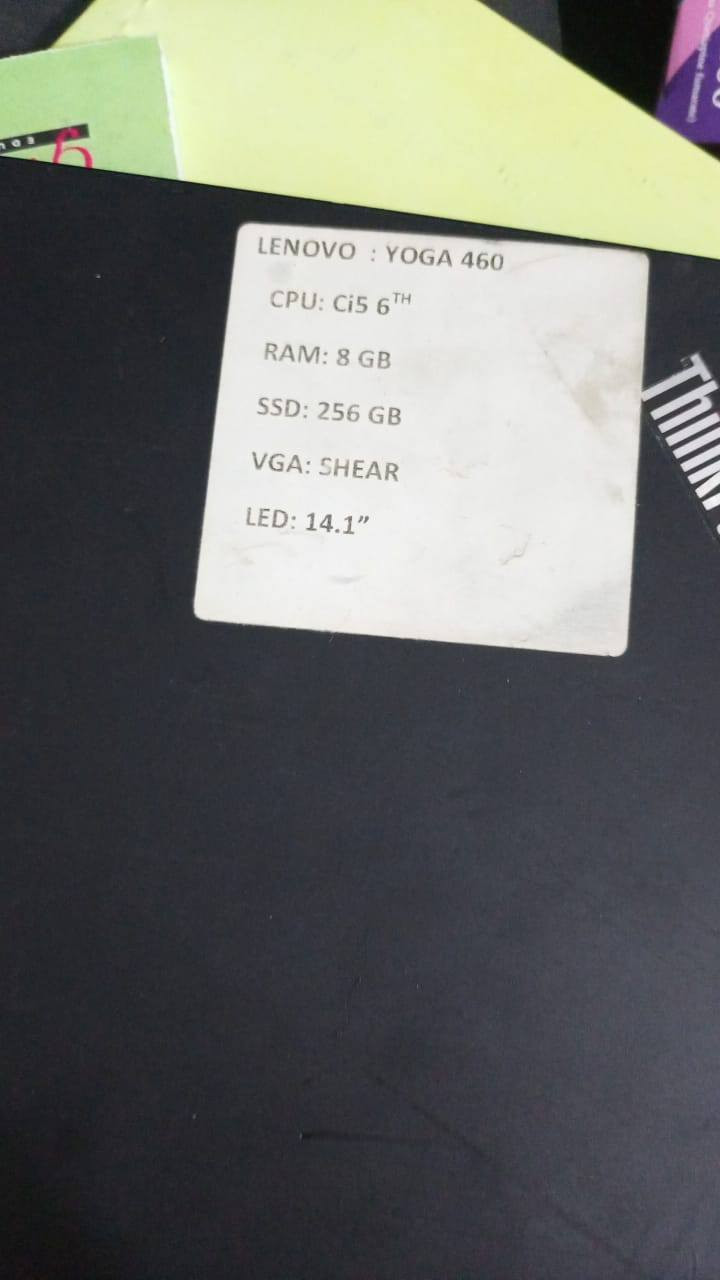 LENOVO : YOGA 460
CPU: Ci5 6TH
RAM: 8 GB
SSD: 256 GB
VGA: SHEAR
LED: 14.1”